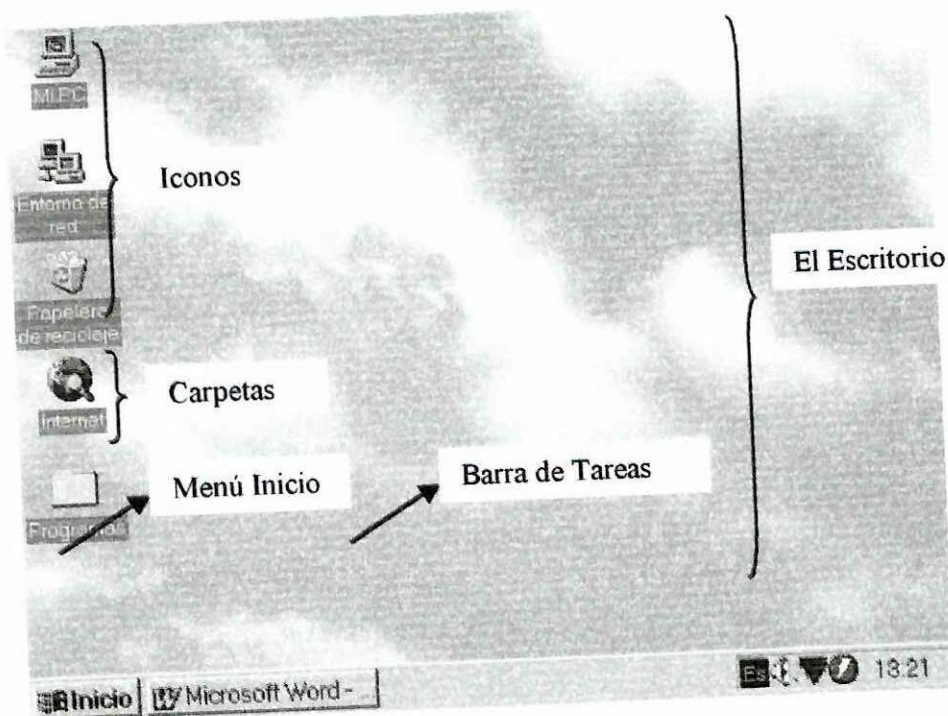 Mi PC
Iconos
Entorno de
red
El Escritorio
Papelera
de reciclaje
Carpetas
Internet
Menú Inicio
Barra de Tareas
Programas
Inicio
Microsoft Word - ..
Es
13:21